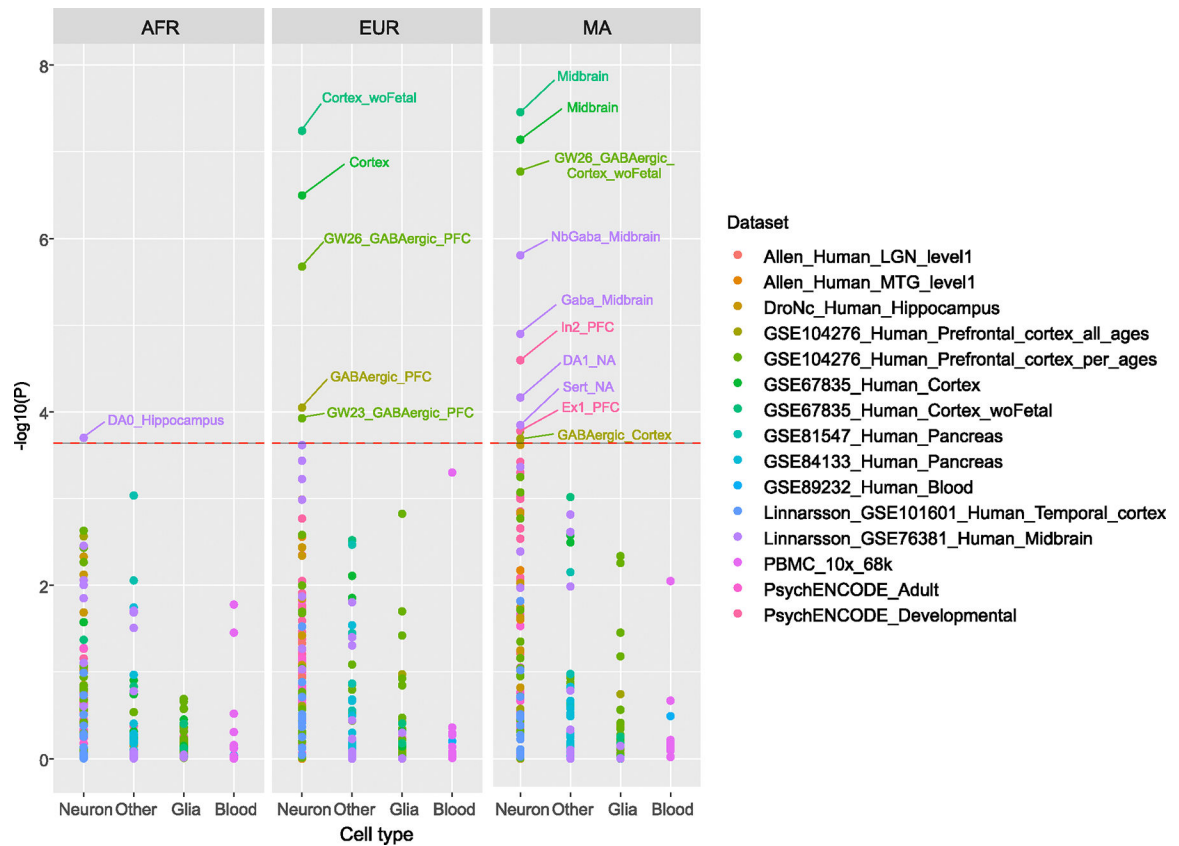 AFR
EUR
MA
-log10(P)
8
6
4
2
0
DA0_Hippocampus
Cortex_woFetal
Cortex
GW26_GABAergic_PFC
GABAergic_PFC
GW23_GABAergic_PFC
Midbrain
Midbrain
GW26_GABAergic_
Cortex_woFetal
NbGaba_Midbrain
Gaba_Midbrain
In2_PFC
DA1_NA
Sert_NA
Ex1_PFC
GABAergic_Cortex
Neuron Other Glia Blood
Neuron Other Glia Blood
Neuron Other Glia Blood
Cell type
Dataset
Allen_Human_LGN_level1
Allen_Human_MTG_level1
DroNc_Human_Hippocampus
GSE104276_Human_Prefrontal_cortex_all_ages
GSE104276_Human_Prefrontal_cortex_per_ages
GSE67835_Human_Cortex
GSE67835_Human_Cortex_woFetal
GSE81547_Human_Pancreas
GSE84133_Human_Pancreas
GSE89232_Human_Blood
Linnarsson_GSE101601_Human_Temporal_cortex
Linnarsson_GSE76381_Human_Midbrain
PBMC_10x_68k
PsychENCODE_Adult
PsychENCODE_Developmental